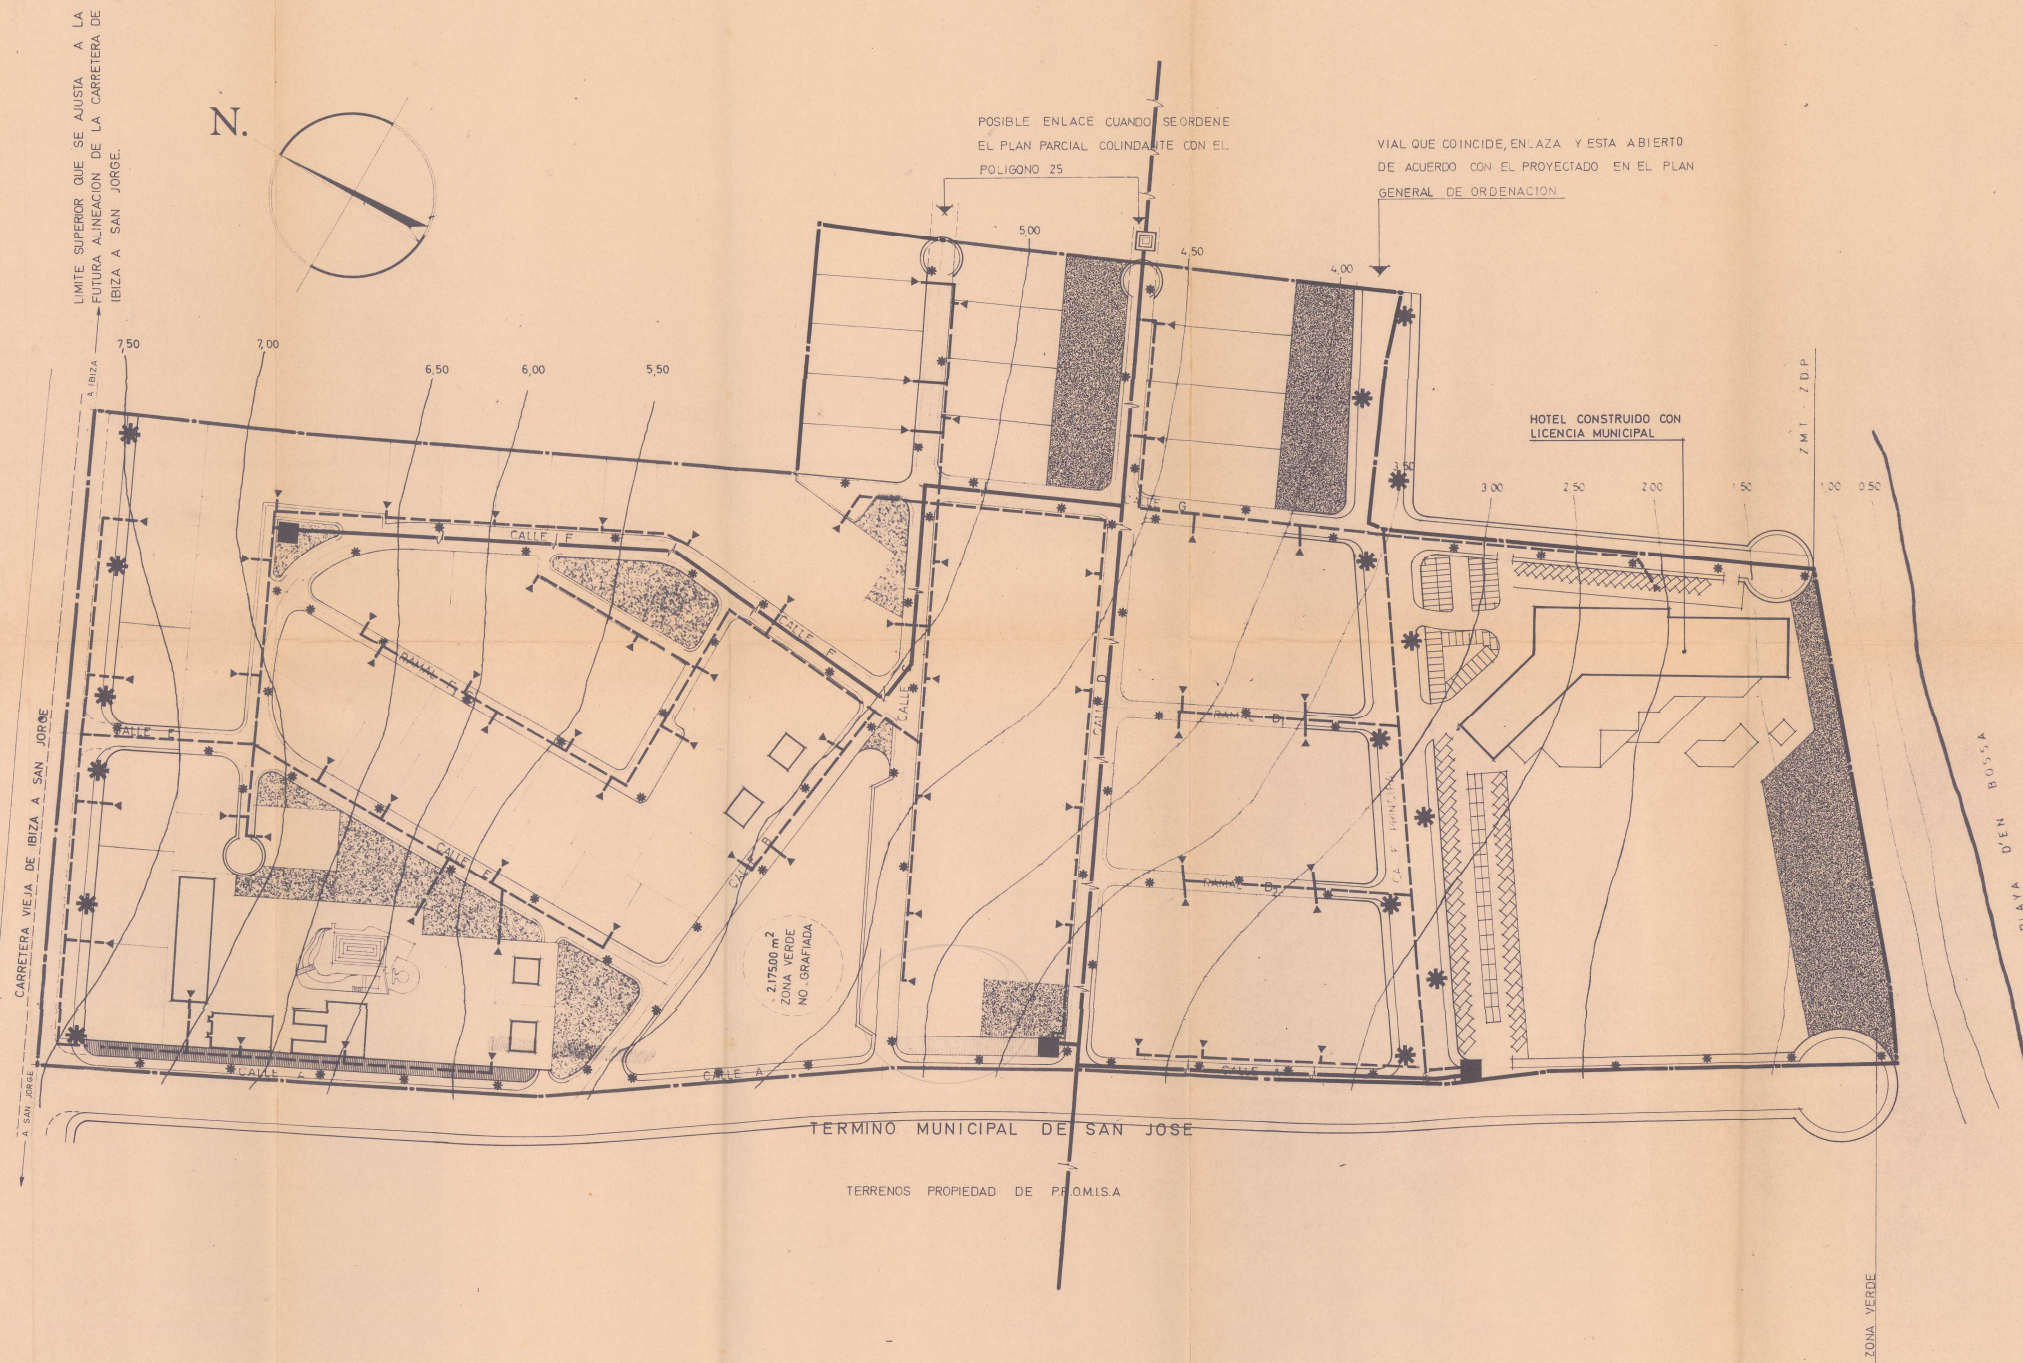 LIMITE SUPERIOR QUE SE AJUSTA A LA
FUTURA ALINEACION DE LA CARRETERA DE
IBIZA A SAN JORGE.
N.
POSIBLE ENLACE CUANDO SE ORDENE
EL PLAN PARCIAL COLINDANTE CON EL
POLIGONO 25
VIAL QUE COINCIDE, ENLAZA Y ESTA ABIERTO
DE ACUERDO CON EL PROYECTADO EN EL PLAN
GENERAL DE ORDENACION
5,00
4,50
4,00
A IBIZA
7,50
7,00
6,50
6,00
5,50
HOTEL CONSTRUIDO CON
LICENCIA MUNICIPAL
Z.M.T. Z.D.P
3,50
3.00
2,50
2.00
1,50
1,00
0.50
CALLE G
CALLE F
CALLE F
RAMAL
CALLE C
CALLE D
RAMAL D1
CALLE E
CALLE E
CALLE B
RAMAL D2
PRINCIPAL
CARRETERA VIEJA DE IBIZA A SAN JORGE
2.175,00 m²
ZONA VERDE
NO GRAFIADA
PLAYA D'EN BOSSA
CALLE A
CALLE A
CALLE A
A SAN JORGE
TERMINO MUNICIPAL DE SAN JOSE
TERRENOS PROPIEDAD DE P.R.O.M.I.S.A
ZONA VERDE